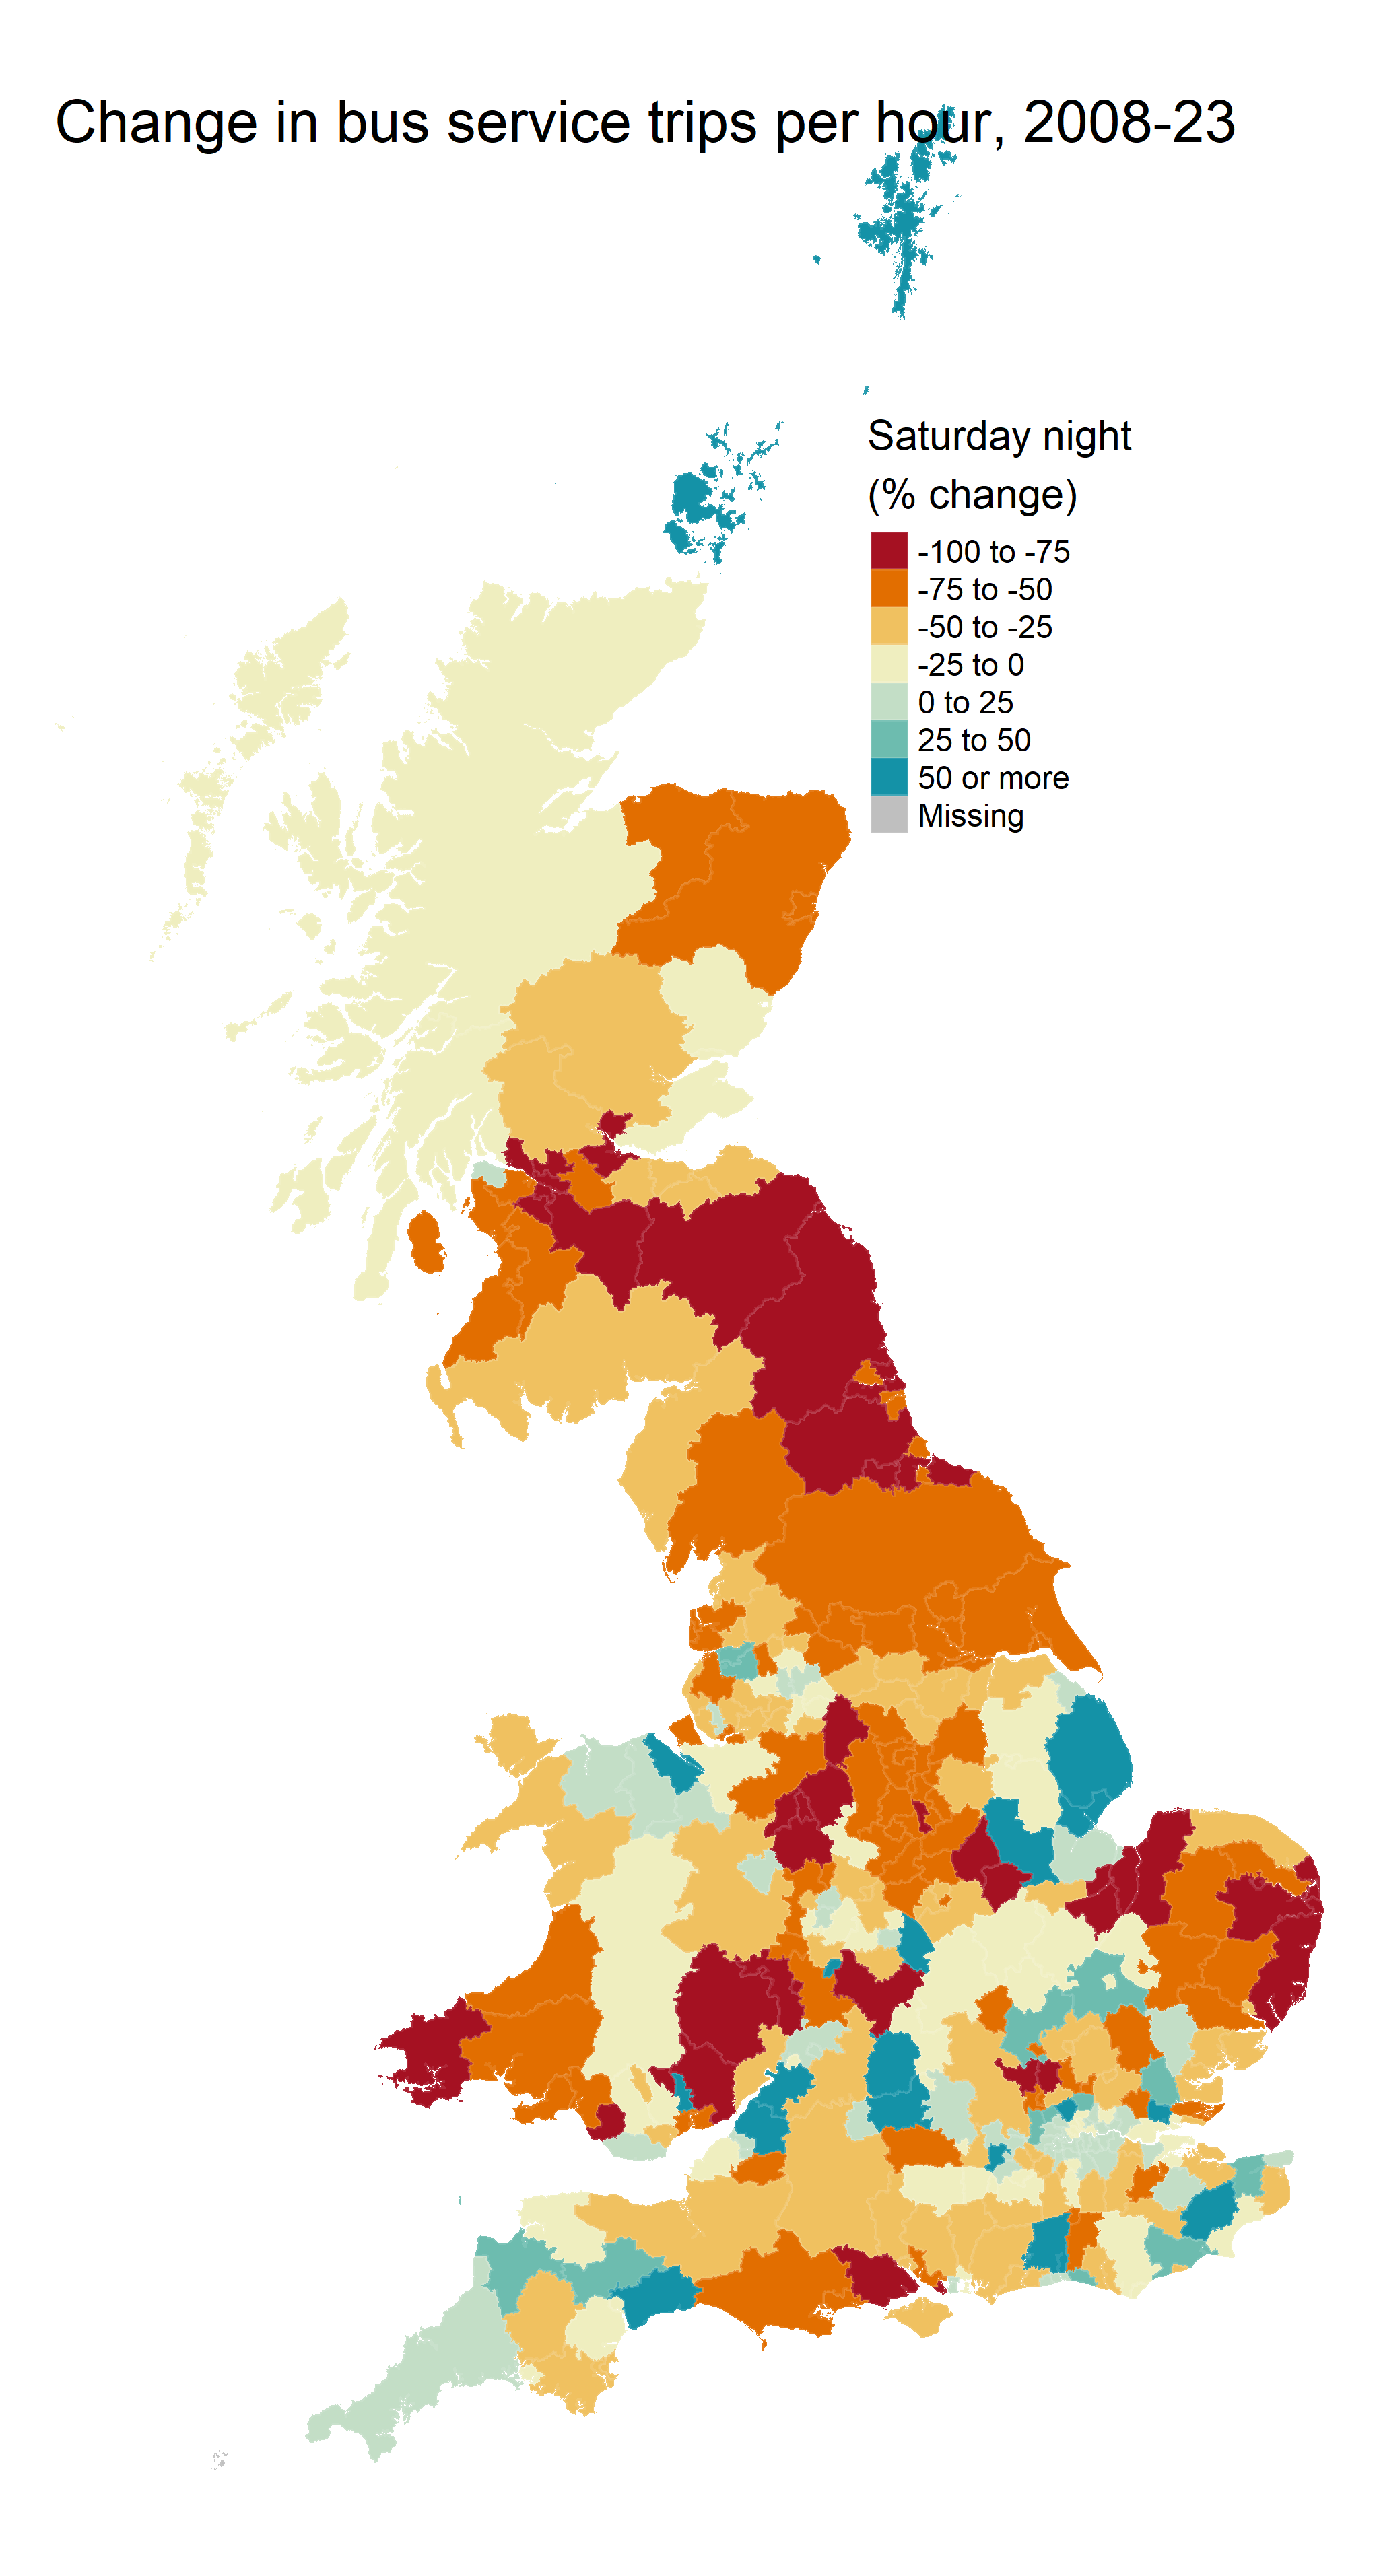 Change in bus service trips per hour, 2008-23
Saturday night
(% change)
-100 to -75
-75 to -50
-50 to -25
-25 to 0
0 to 25
25 to 50
50 or more
Missing